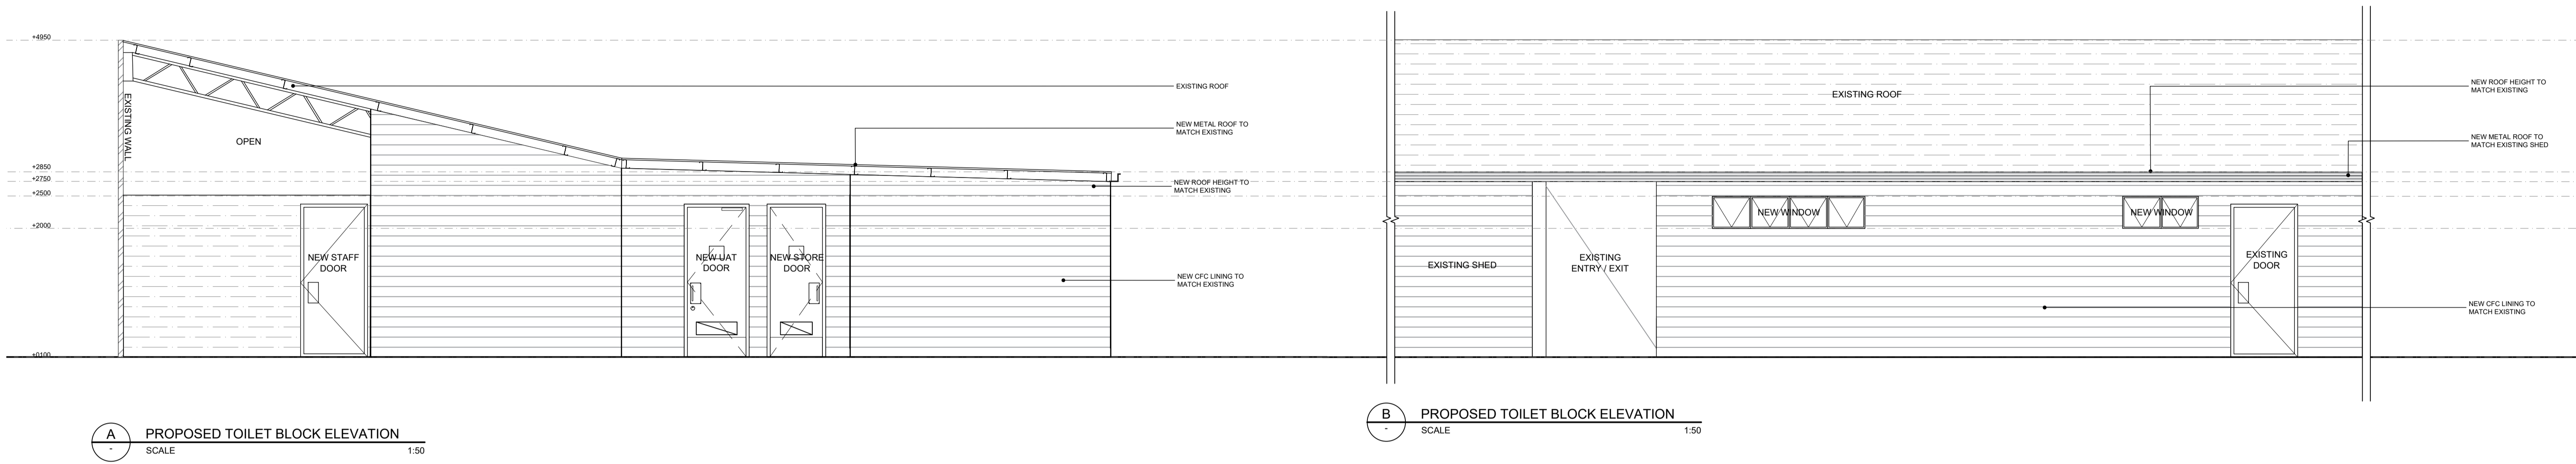 +4950
+2850
+2750
+2500
+2000
+0100
EXISTING WALL
OPEN
NEW STAFF
DOOR
NEW UAT
DOOR
NEW STORE
DOOR
EXISTING ROOF
NEW METAL ROOF TO
MATCH EXISTING
NEW ROOF HEIGHT TO
MATCH EXISTING
NEW CFC LINING TO
MATCH EXISTING
A
-
PROPOSED TOILET BLOCK ELEVATION
SCALE 1:50
EXISTING ROOF
EXISTING SHED
EXISTING
ENTRY / EXIT
NEW WINDOW
NEW WINDOW
EXISTING
DOOR
NEW ROOF HEIGHT TO
MATCH EXISTING
NEW METAL ROOF TO
MATCH EXISTING SHED
NEW CFC LINING TO
MATCH EXISTING
B
-
PROPOSED TOILET BLOCK ELEVATION
SCALE 1:50